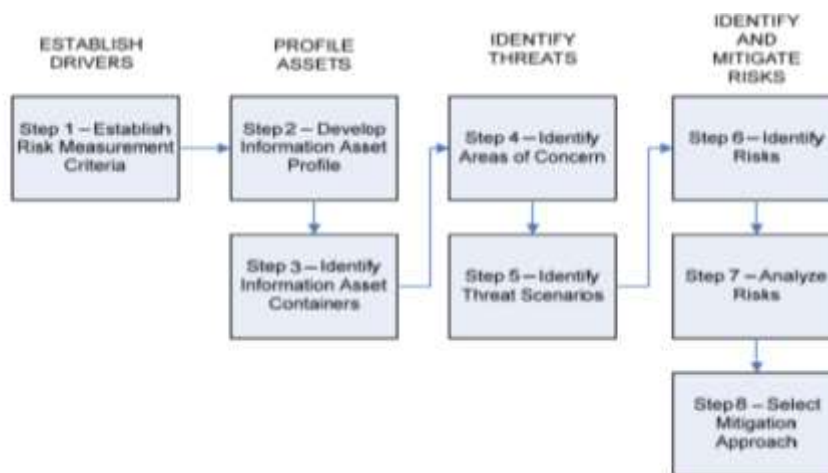 ESTABLISH
DRIVERS
PROFILE
ASSETS
IDENTIFY
THREATS
IDENTIFY
AND
MITIGATE
RISKS
Step 1 – Establish
Risk Measurement
Criteria
Step 2 – Develop
Information Asset
Profile
Step 3 – Identify
Information Asset
Containers
Step 4 – Identify
Areas of Concern
Step 5 – Identify
Threat Scenarios
Step 6 – Identify
Risks
Step 7 – Analyze
Risks
Step 8 – Select
Mitigation
Approach